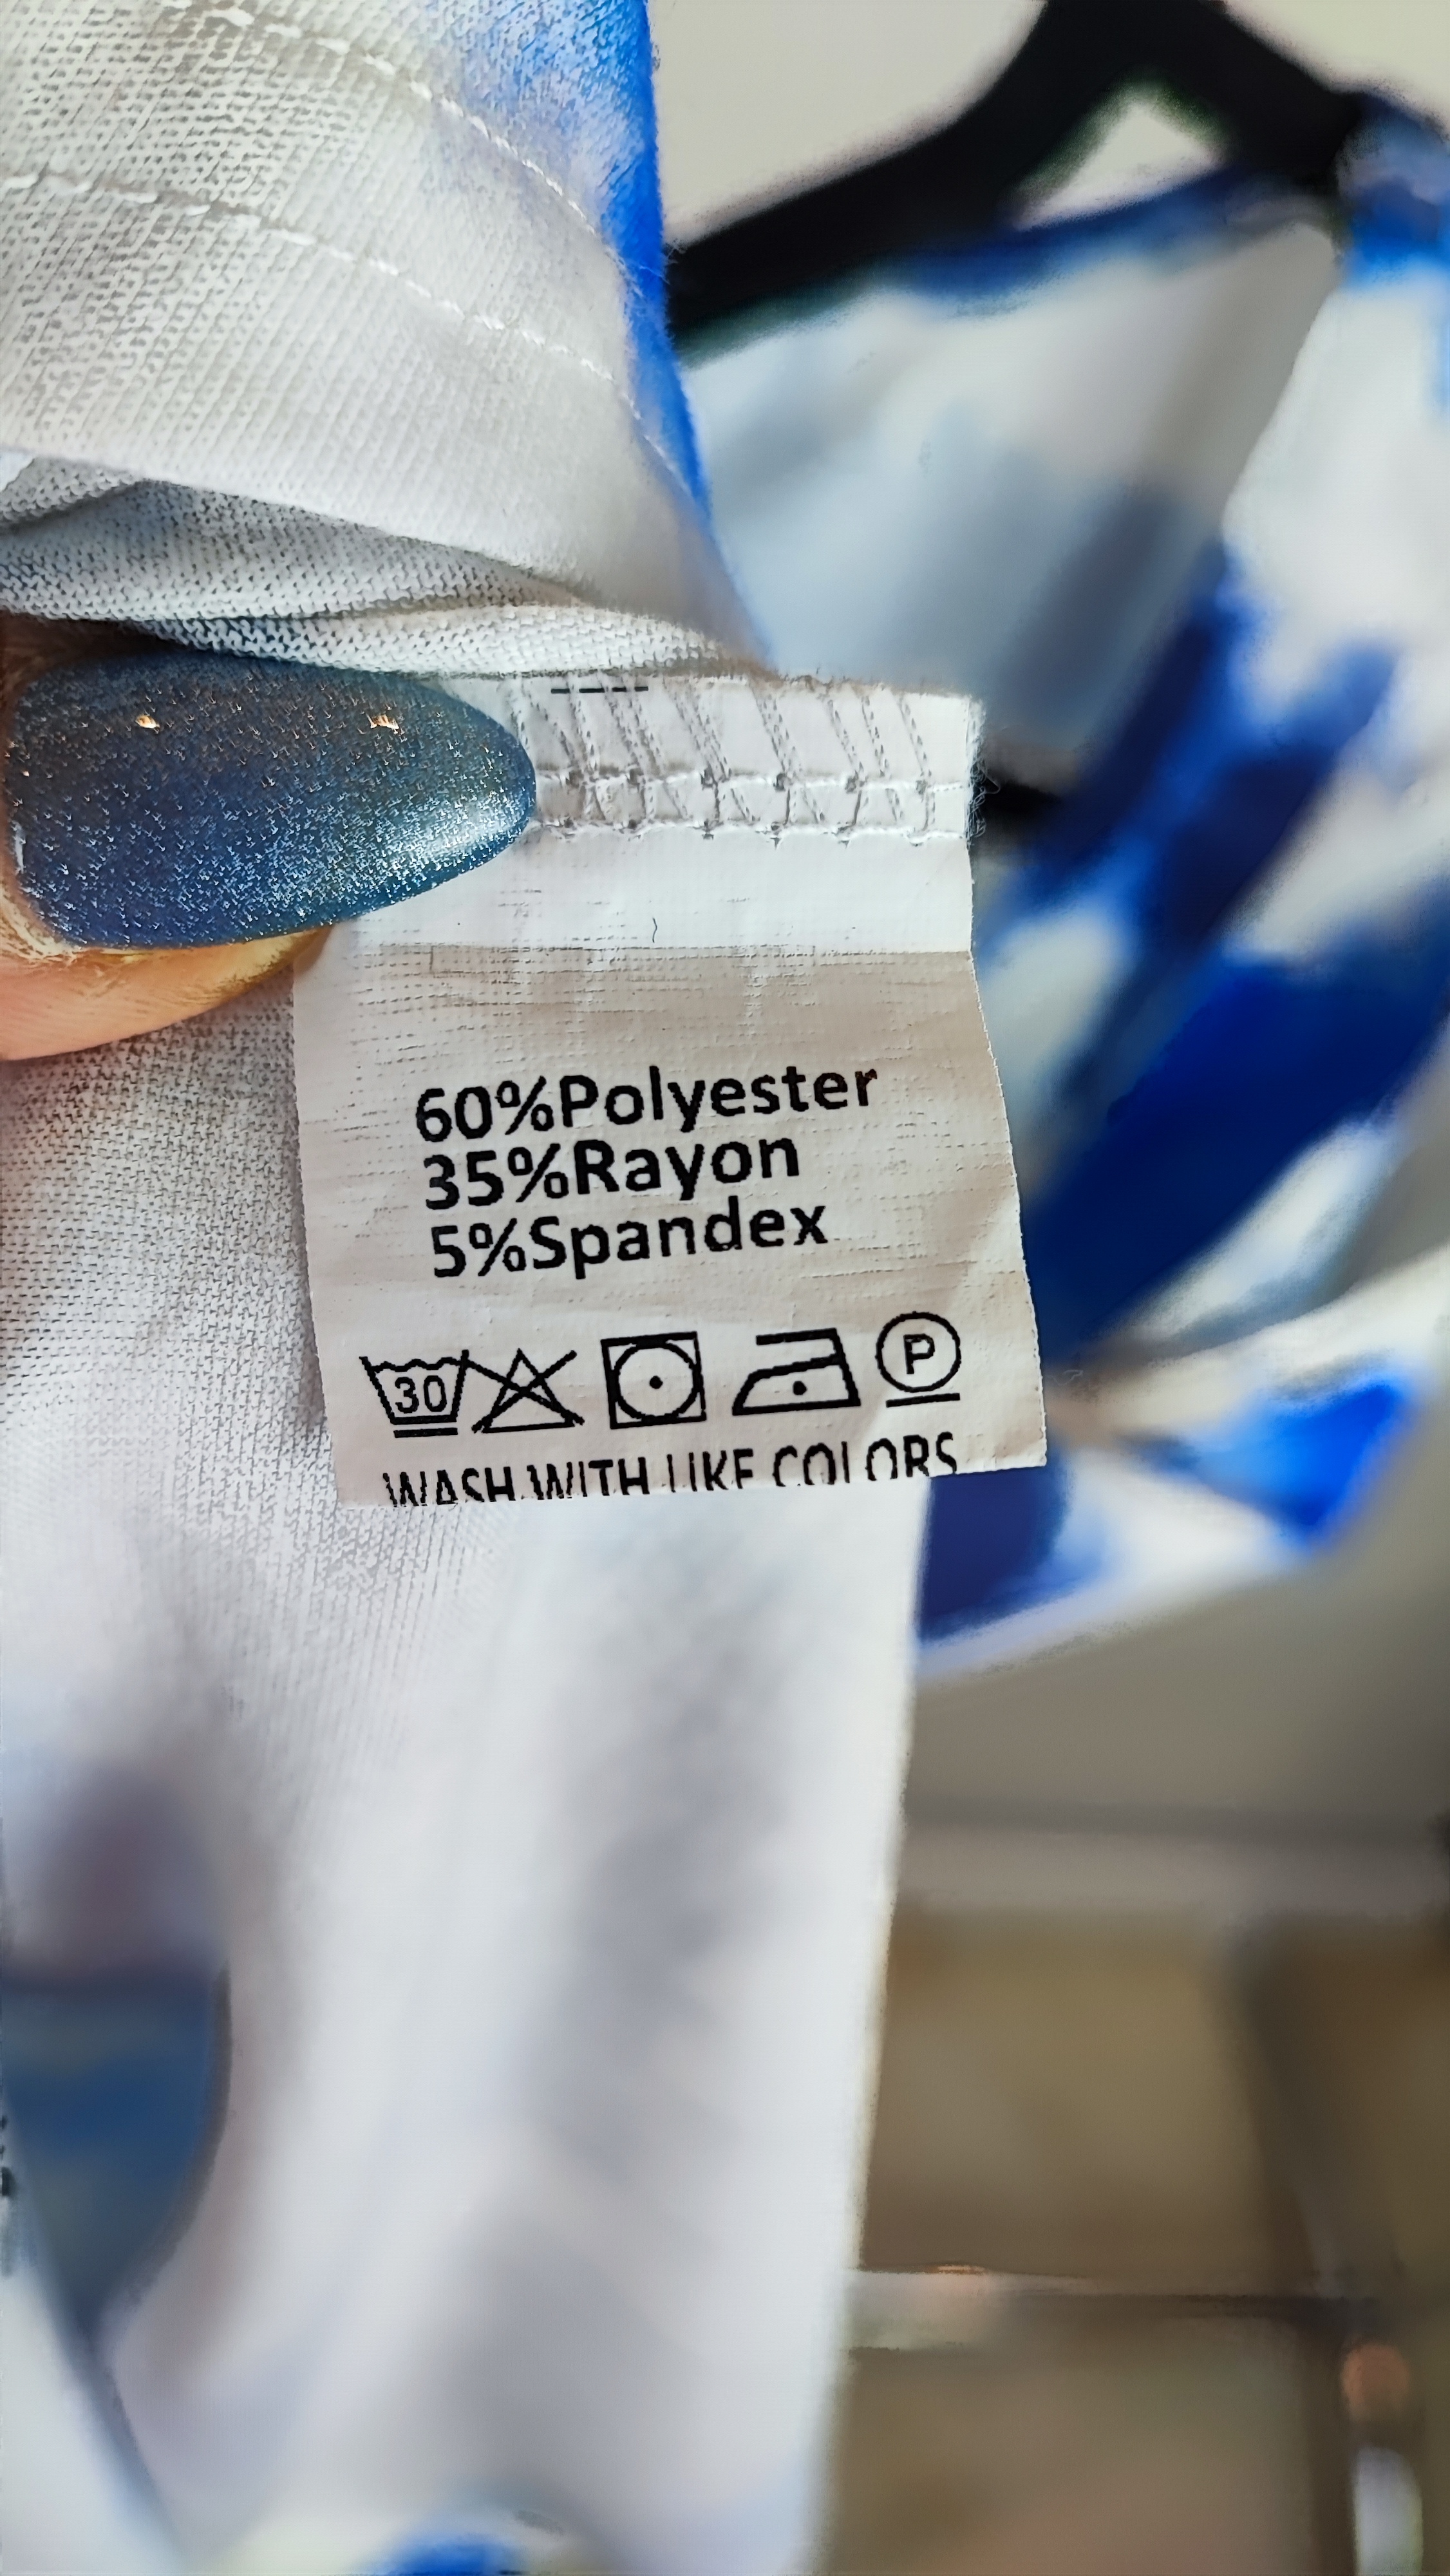 60%Polyester
35%Rayon
5%Spandex
30 P
WASH WITH LIKE COLORS